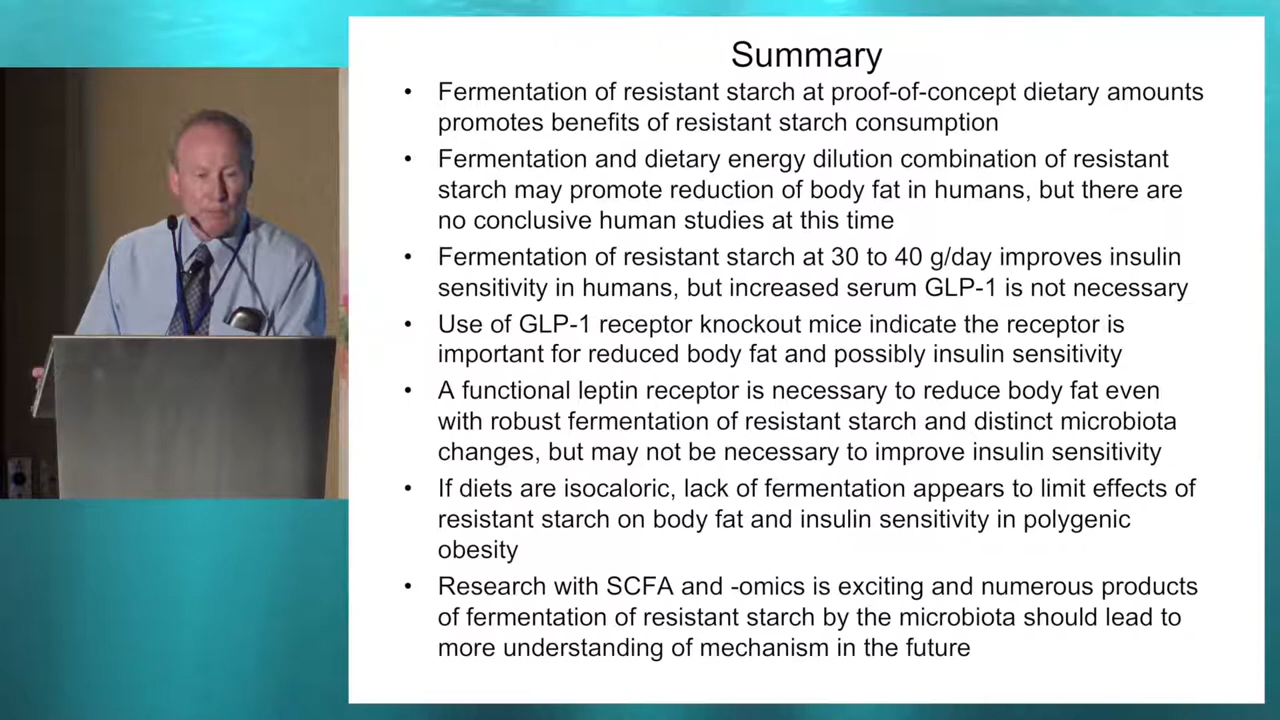 Summary
• Fermentation of resistant starch at proof-of-concept dietary amounts
promotes benefits of resistant starch consumption
• Fermentation and dietary energy dilution combination of resistant
starch may promote reduction of body fat in humans, but there are
no conclusive human studies at this time
• Fermentation of resistant starch at 30 to 40 g/day improves insulin
sensitivity in humans, but increased serum GLP-1 is not necessary
• Use of GLP-1 receptor knockout mice indicate the receptor is
important for reduced body fat and possibly insulin sensitivity
• A functional leptin receptor is necessary to reduce body fat even
with robust fermentation of resistant starch and distinct microbiota
changes, but may not be necessary to improve insulin sensitivity
• If diets are isocaloric, lack of fermentation appears to limit effects of
resistant starch on body fat and insulin sensitivity in polygenic
obesity
• Research with SCFA and -omics is exciting and numerous products
of fermentation of resistant starch by the microbiota should lead to
more understanding of mechanism in the future